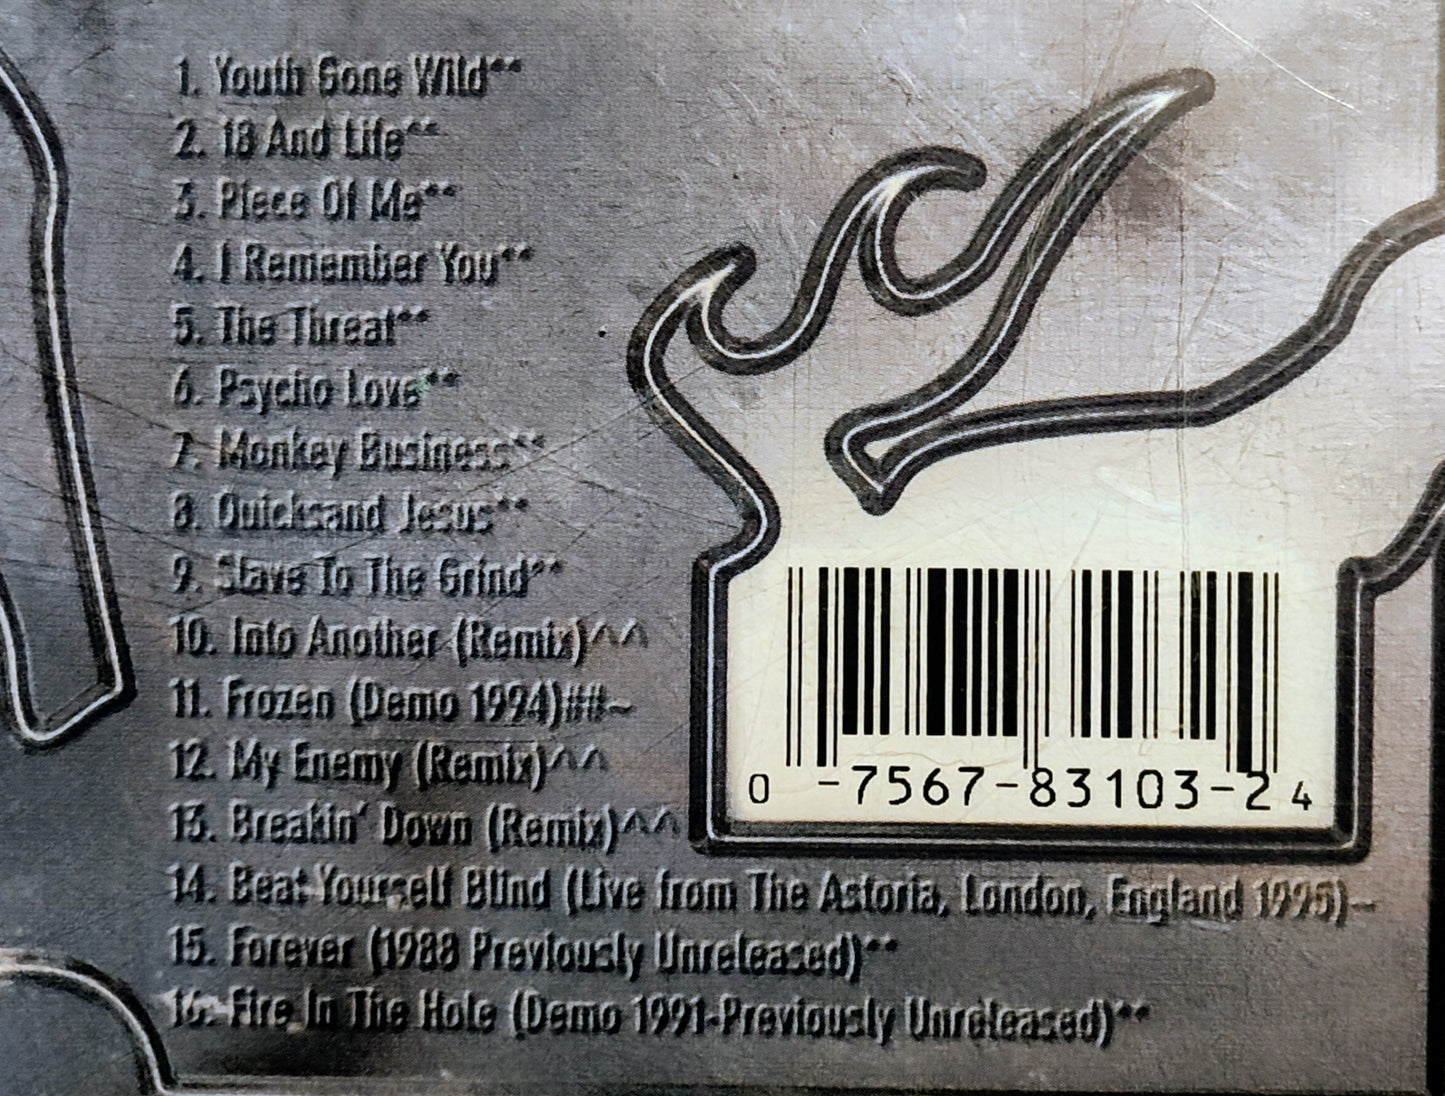 1. Youth Gone Wild**
2. 18 And Life**
3. Piece Of Me**
4. I Remember You**
5. The Threat**
6. Psycho Love**
7. Monkey Business**
8. Quicksand Jesus**
9. Slave To The Grind**
10. Into Another (Remix)^^
11. Frozen (Demo 1994)##~
12. My Enemy (Remix)^^
13. Breakin' Down (Remix)^^
14. Beat Yourself Blind (Live from The Astoria, London, England 1995)~
15. Forever (1988 Previously Unreleased)**
16. Fire In The Hole (Demo 1991-Previously Unreleased)**
0 -7567-83103-2 4